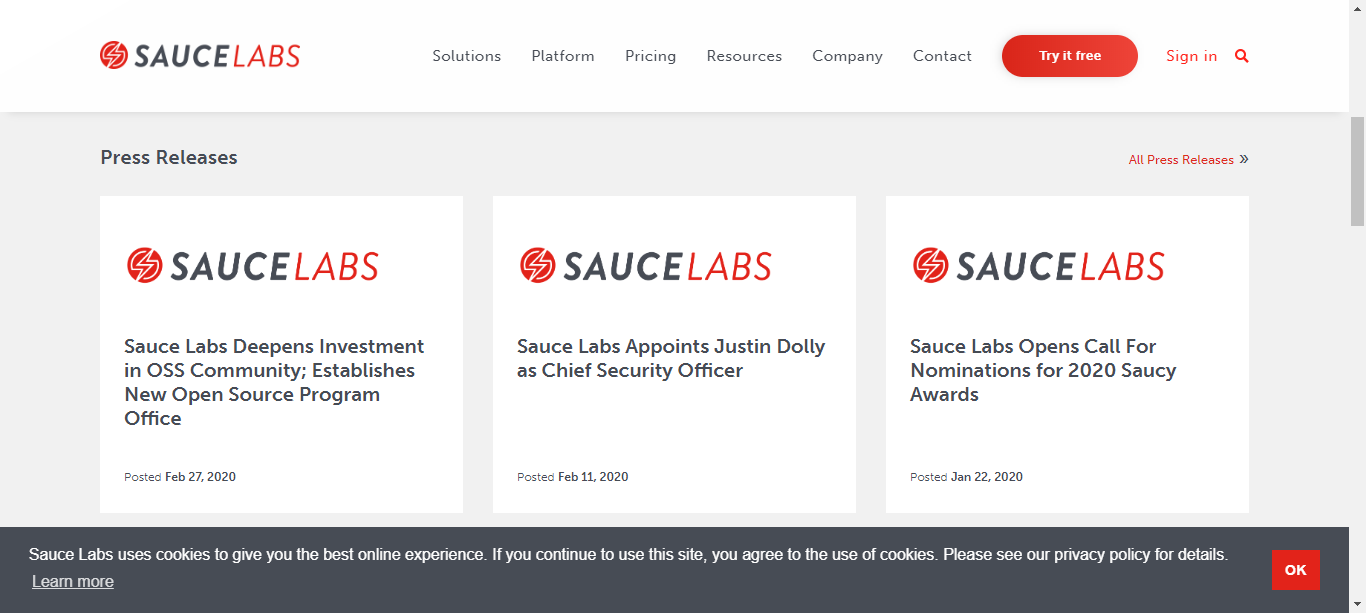 SAUCELABS
Solutions
Platform
Pricing
Resources
Company
Contact
Try it free
Sign in
Press Releases
All Press Releases »
SAUCELABS
Sauce Labs Deepens Investment
in OSS Community; Establishes
New Open Source Program
Office
Posted Feb 27, 2020
SAUCELABS
Sauce Labs Appoints Justin Dolly
as Chief Security Officer
Posted Feb 11, 2020
SAUCELABS
Sauce Labs Opens Call For
Nominations for 2020 Saucy
Awards
Posted Jan 22, 2020
Sauce Labs uses cookies to give you the best online experience. If you continue to use this site, you agree to the use of cookies. Please see our privacy policy for details.
Learn more
OK